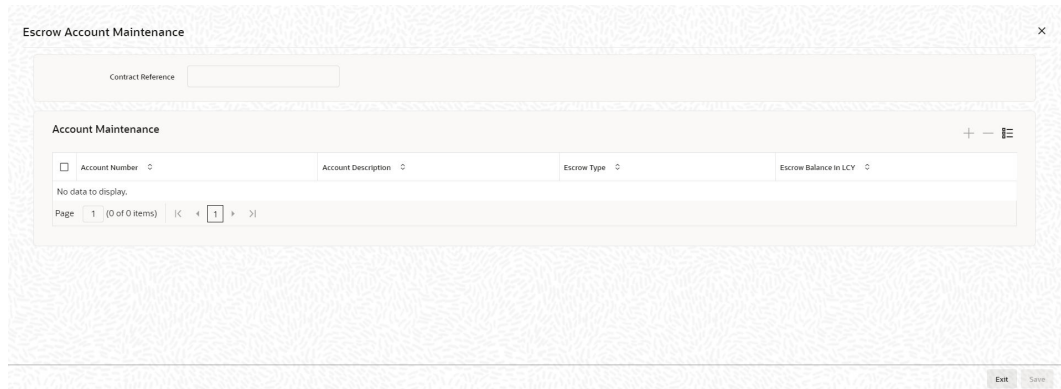 Escrow Account Maintenance
Contract Reference
Account Maintenance
Account Number Account Description Escrow Type Escrow Balance in LCY
No data to display.
Page 1 (0 of 0 items) 1
Exit Save